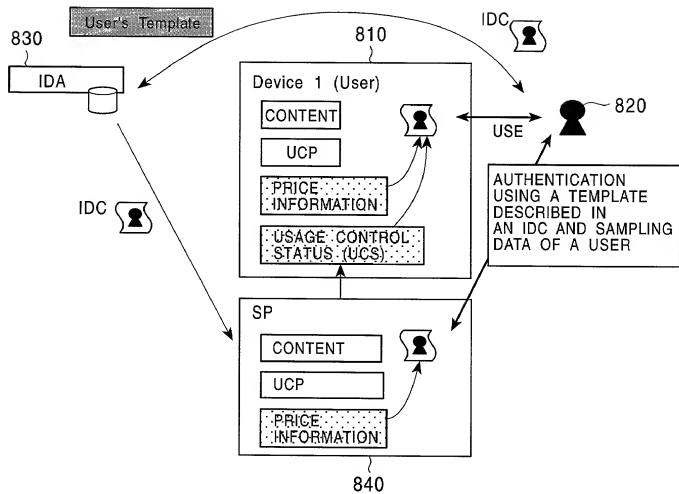 User's Template
830
IDA
IDC
810
Device 1 (User)
CONTENT
UCP
PRICE
INFORMATION
USAGE CONTROL
STATUS (UCS)
USE
820
AUTHENTICATION
USING A TEMPLATE
DESCRIBED IN
AN IDC AND SAMPLING
DATA OF A USER
IDC
SP
CONTENT
UCP
PRICE
INFORMATION
840